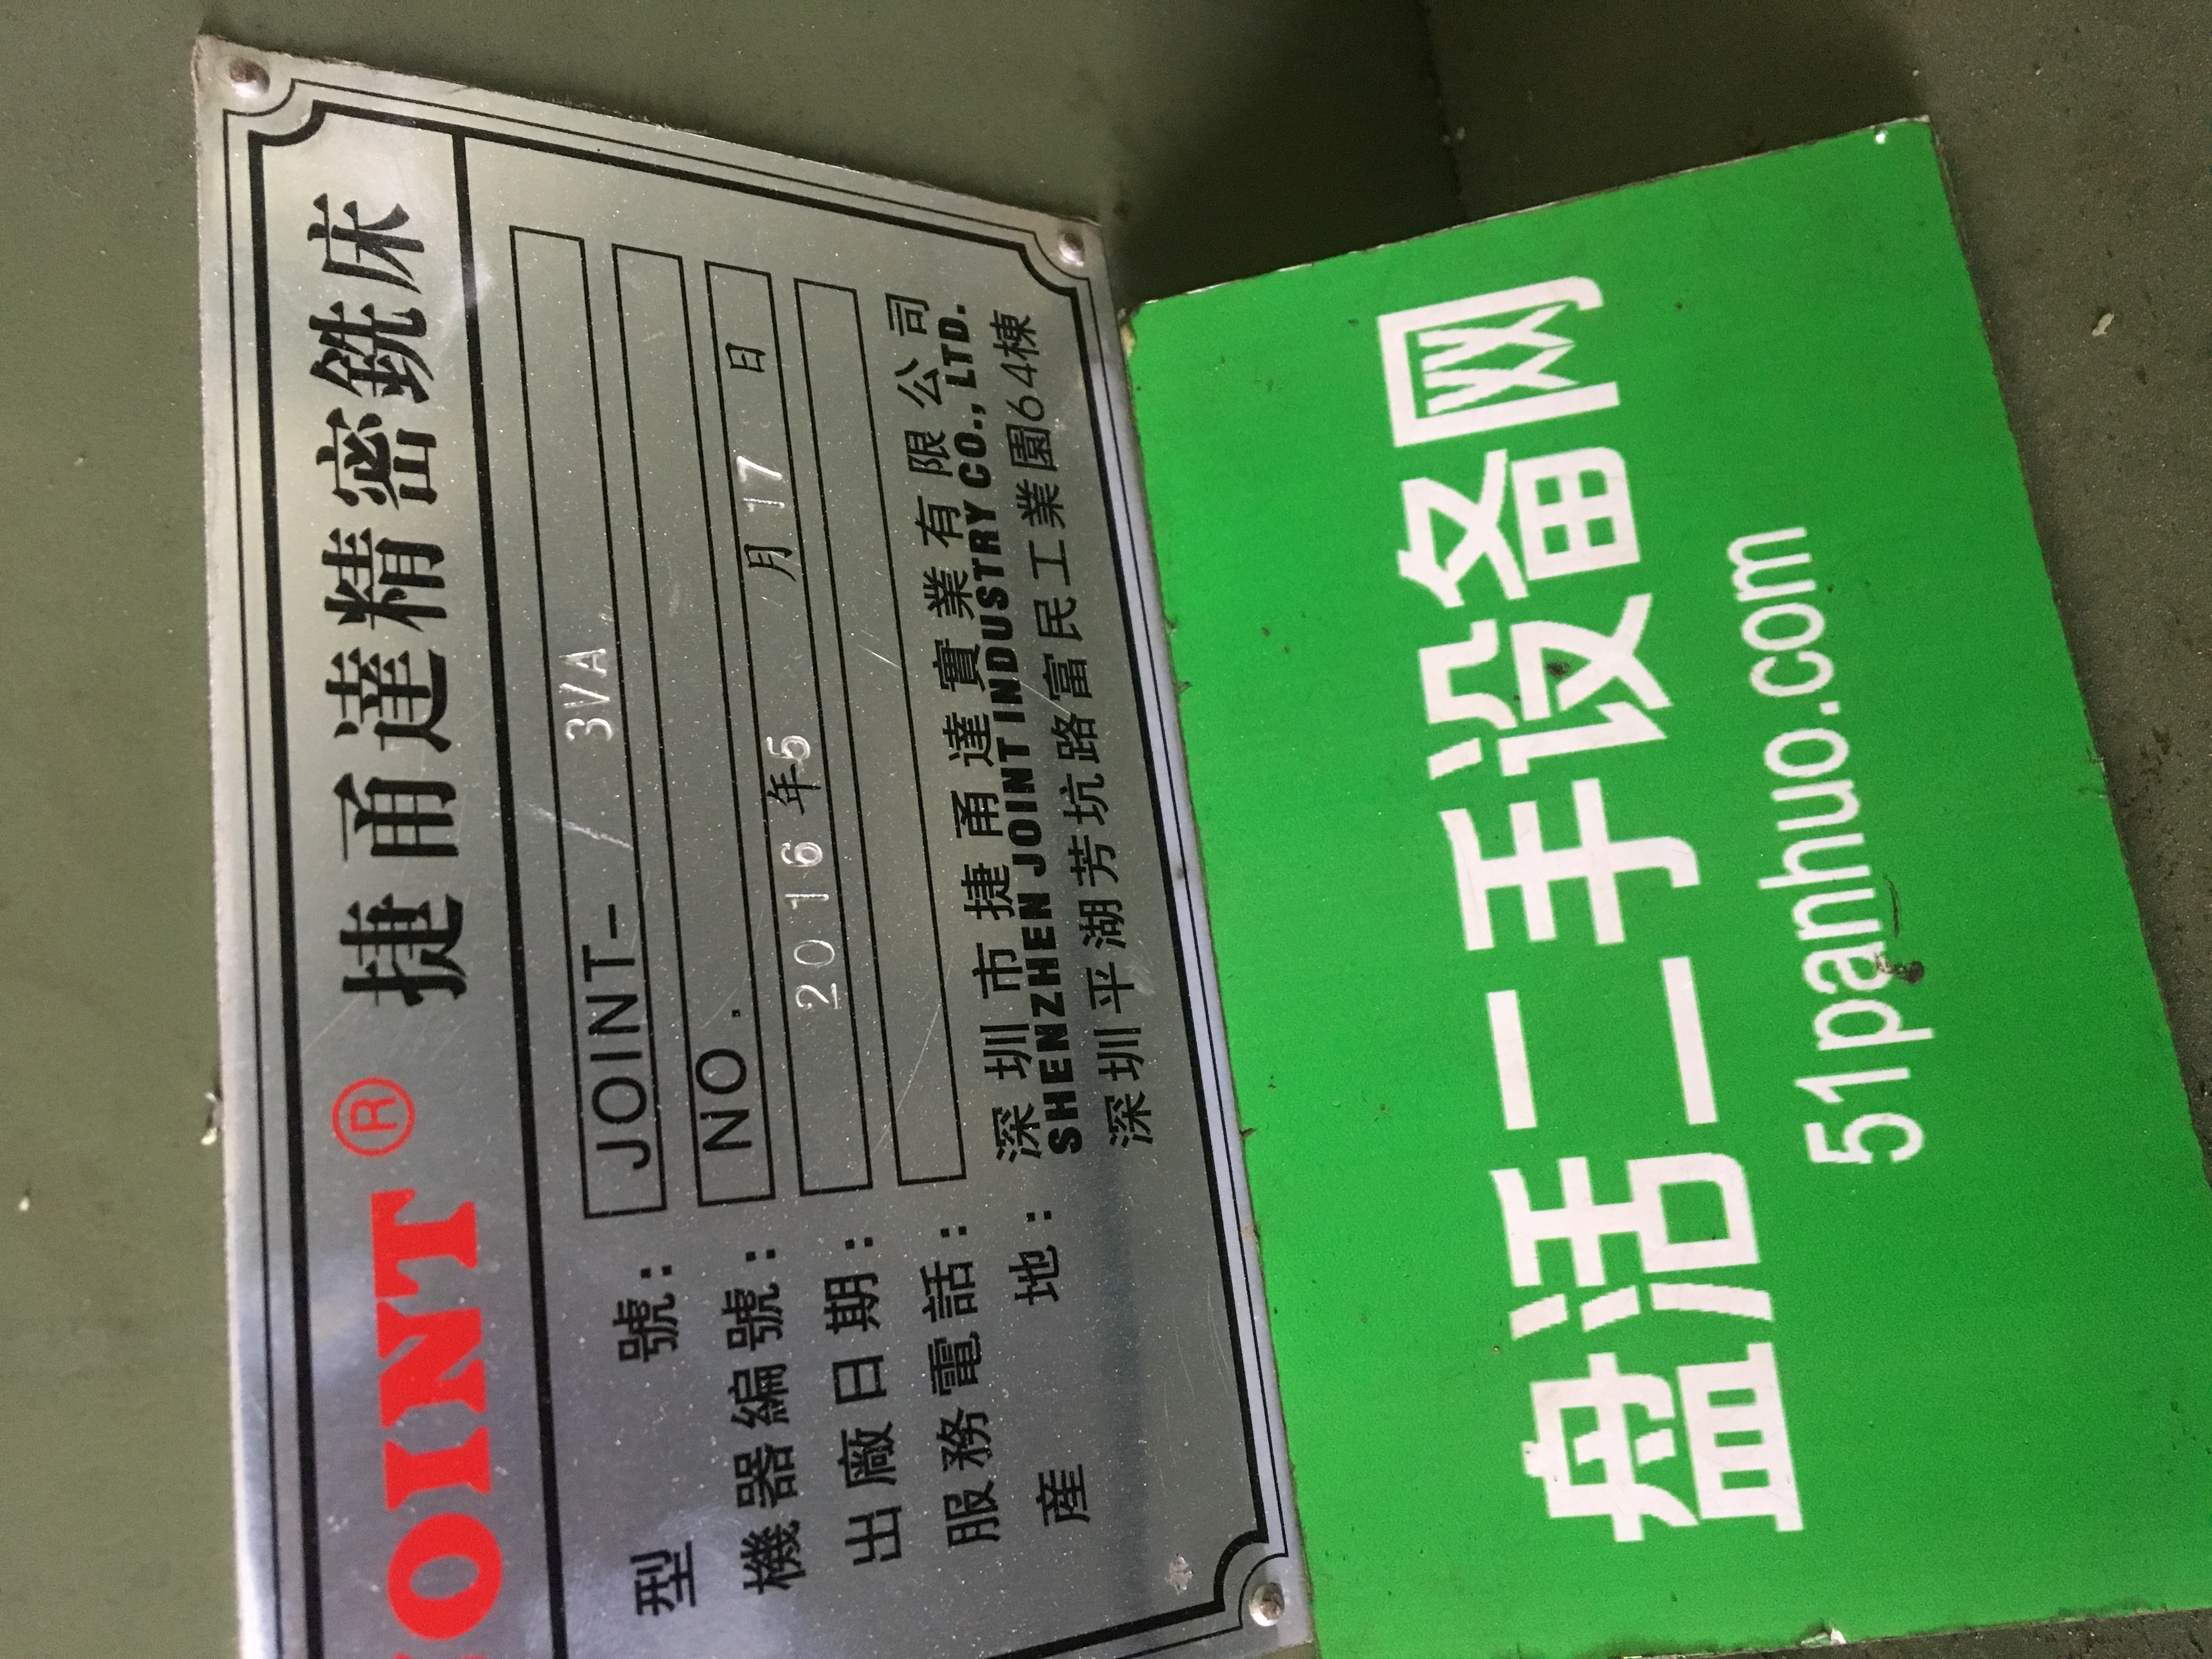 JOINT® 捷甬達精密銑床
型 號： JOINT- 3VA
機器編號： NO.
出廠日期： 2016年5月17日
服務電話：
産 地： 深圳市捷甬達實業有限公司
SHENZHEN JOINT INDUSTRY CO., LTD.
深圳平湖芳坑路富民工業園64棟
盘活二手设备网
51panhuo.com